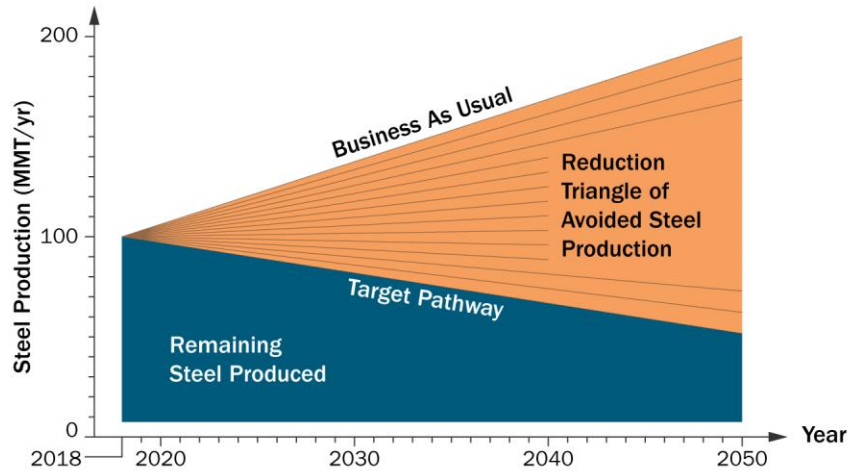 Steel Production (MMT/yr)
200
100
0
Business As Usual
Reduction
Triangle of
Avoided Steel
Production
Target Pathway
Remaining
Steel Produced
Year
2018
2020
2030
2040
2050